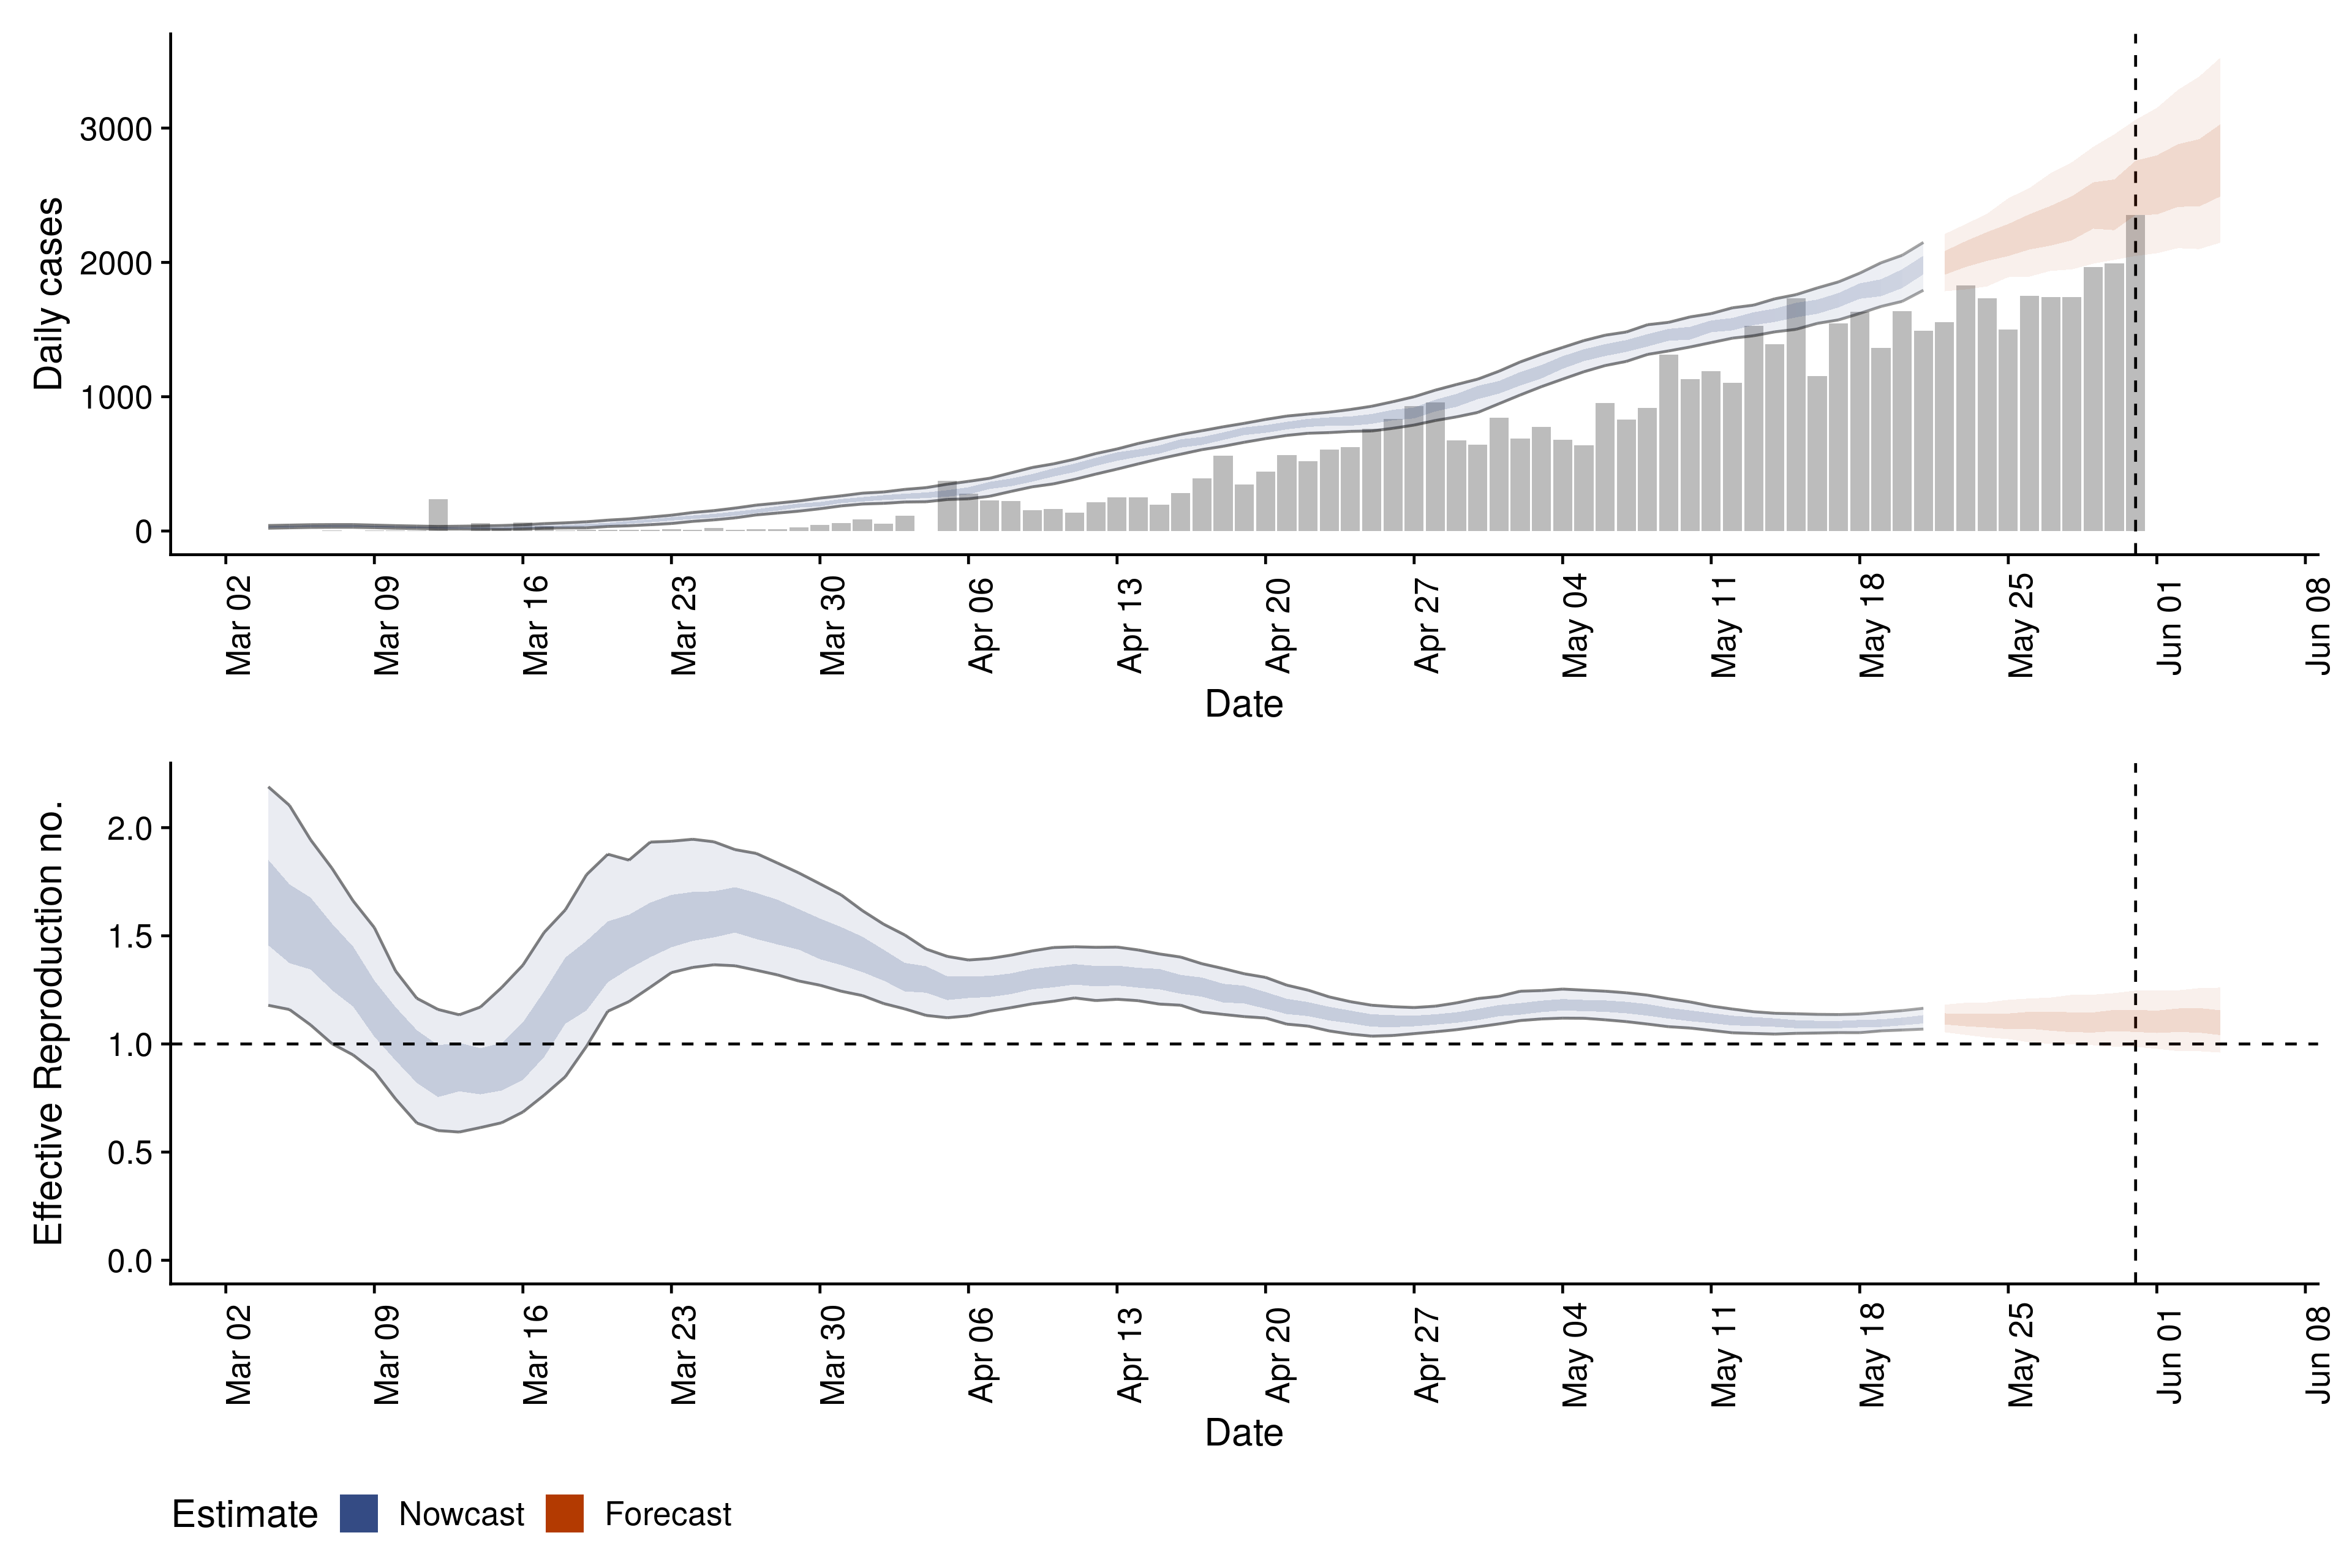 Daily cases
3000
2000
1000
0
Mar 02
Mar 09
Mar 16
Mar 23
Mar 30
Apr 06
Apr 13
Apr 20
Apr 27
May 04
May 11
May 18
May 25
Jun 01
Jun 08
Date
Effective Reproduction no.
2.0
1.5
1.0
0.5
0.0
Mar 02
Mar 09
Mar 16
Mar 23
Mar 30
Apr 06
Apr 13
Apr 20
Apr 27
May 04
May 11
May 18
May 25
Jun 01
Jun 08
Date
Estimate Nowcast Forecast